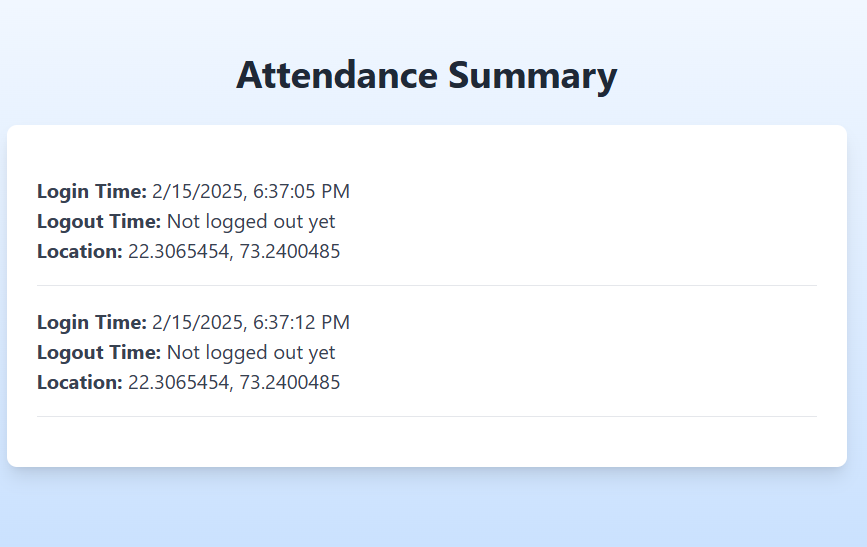 Attendance Summary
Login Time: 2/15/2025, 6:37:05 PM
Logout Time: Not logged out yet
Location: 22.3065454, 73.2400485
Login Time: 2/15/2025, 6:37:12 PM
Logout Time: Not logged out yet
Location: 22.3065454, 73.2400485